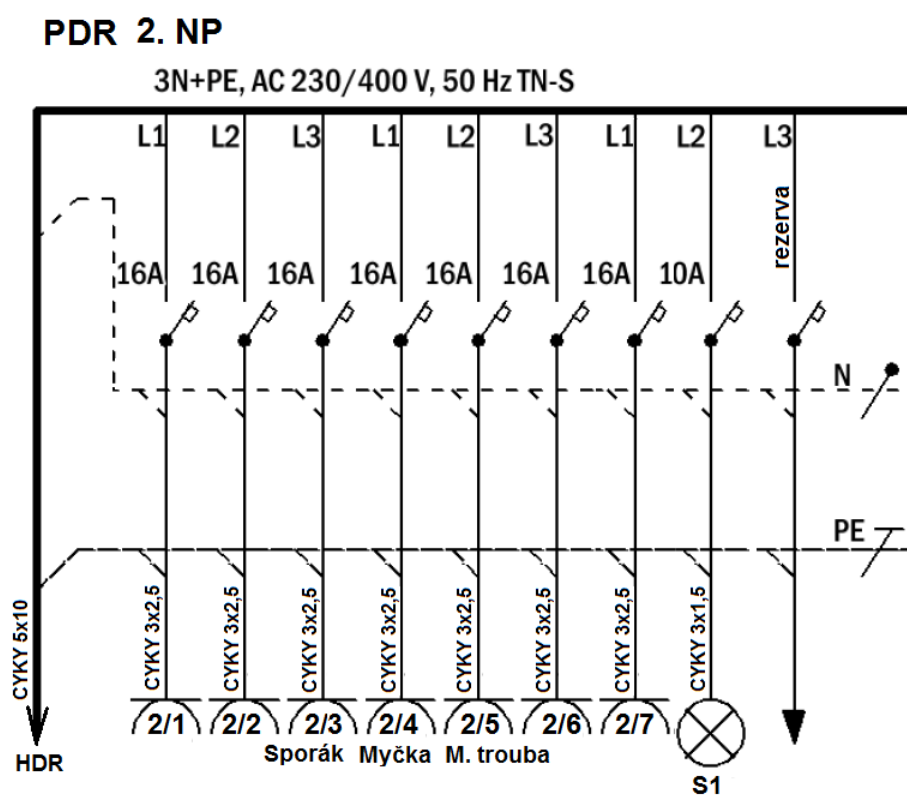 PDR 2. NP
3N+PE, AC 230/400 V, 50 Hz TN-S
L1 L2 L3 L1 L2 L3 L1 L2 L3
rezerva
16A 16A 16A 16A 16A 16A 16A 10A
N
PE
CYKY 5x10
CYKY 3x2,5
CYKY 3x2,5
CYKY 3x2,5
CYKY 3x2,5
CYKY 3x2,5
CYKY 3x2,5
CYKY 3x2,5
CYKY 3x1,5
2/1 2/2 2/3 2/4 2/5 2/6 2/7
Sporák Myčka M. trouba
HDR
S1